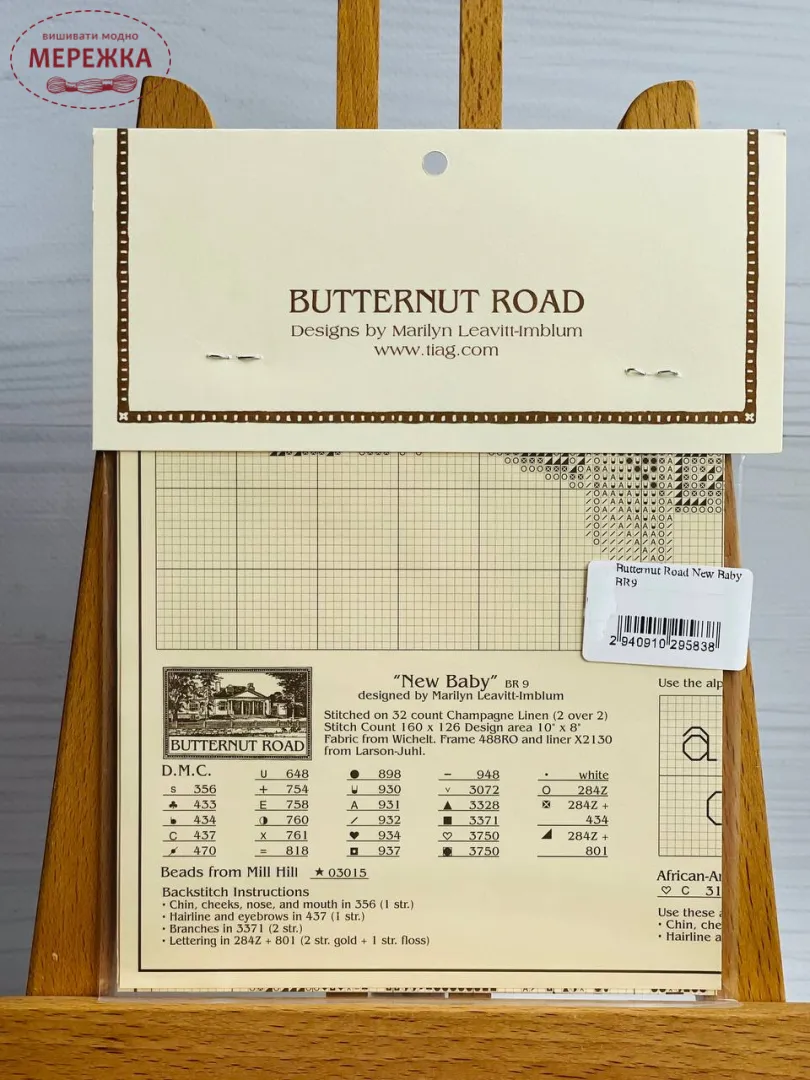 вишивати модно
МЕРЕЖКА
BUTTERNUT ROAD
Designs by Marilyn Leavitt-Imblum
www.tiag.com
Butternut Road New Baby
BR9
2 940910 295838
"New Baby" BR 9
designed by Marilyn Leavitt-Imblum
Stitched on 32 count Champagne Linen (2 over 2)
Stitch Count 160 x 126 Design area 10" x 8"
Fabric from Wichelt. Frame 488RO and liner X2130
from Larson-Juhl.
BUTTERNUT ROAD
D.M.C.
S 356
♣ 433
434
C 437
470
U 648
+ 754
E 758
◑ 760
X 761
= 818
● 898
930
A 931
/ 932
♥ 934
937
– 948
v 3072
▲ 3328
■ 3371
♡ 3750
3750
· white
O 284Z
284Z +
434
◢ 284Z +
801
Beads from Mill Hill ★ 03015
Backstitch Instructions
• Chin, cheeks, nose, and mouth in 356 (1 str.)
• Hairline and eyebrows in 437 (1 str.)
• Branches in 3371 (2 str.)
• Lettering in 284Z + 801 (2 str. gold + 1 str. floss)
Use the alp
a
African-A
♡ C 31
Use these
• Chin, che
• Hairline a